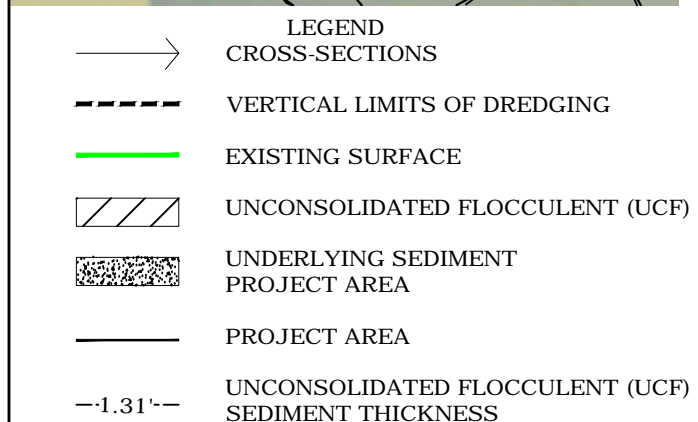 LEGEND
CROSS-SECTIONS
VERTICAL LIMITS OF DREDGING
EXISTING SURFACE
UNCONSOLIDATED FLOCCULENT (UCF)
UNDERLYING SEDIMENT
PROJECT AREA
PROJECT AREA
1.31'
UNCONSOLIDATED FLOCCULENT (UCF)
SEDIMENT THICKNESS